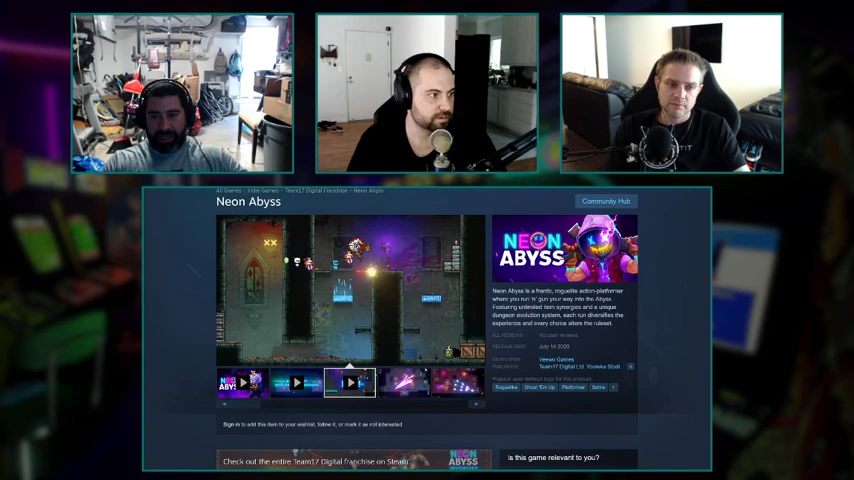 All Games > Indie Games > Team17 Digital Franchise > Neon Abyss
Neon Abyss
Community Hub
NEON
ABYSS
Neon Abyss is a frantic, roguelite action-platformer
where you run 'n' gun your way into the Abyss.
Featuring unlimited item synergies and a unique
dungeon evolution system, each run diversifies the
experience and every choice alters the ruleset.
ALL REVIEWS: No user reviews
RELEASE DATE: July 14 2020
DEVELOPER: Veewo Games
PUBLISHER: Team17 Digital Ltd, Yooreka Studi +
Popular user-defined tags for this product:
Roguelike Shoot 'Em Up Platformer Satire +
Sign in to add this item to your wishlist, follow it, or mark it as not interested
Check out the entire Team17 Digital franchise on Steam
NEON
ABYSS
Is this game relevant to you?